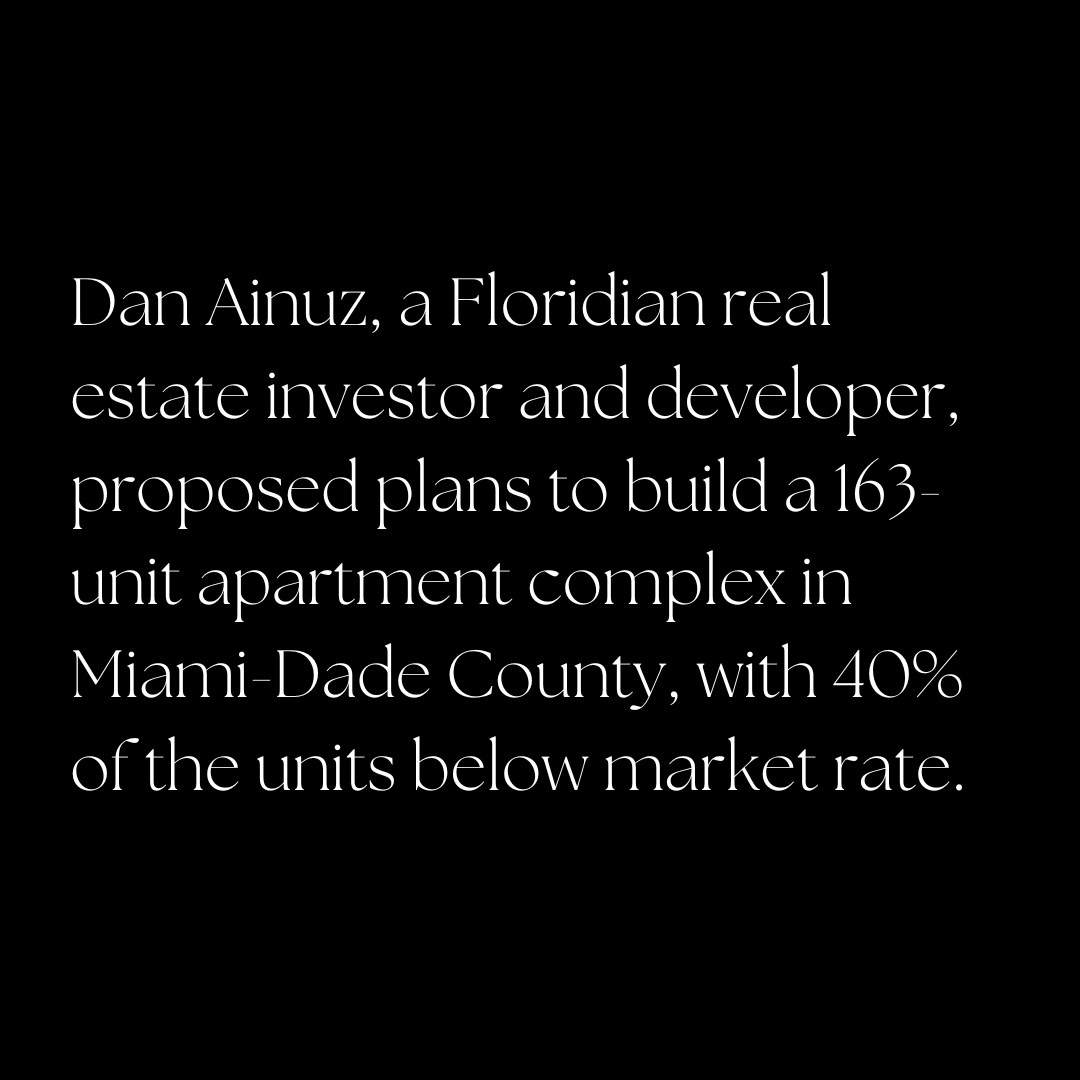 Dan Ainuz, a Floridian real
estate investor and developer,
proposed plans to build a 163-
unit apartment complex in
Miami-Dade County, with 40%
of the units below market rate.